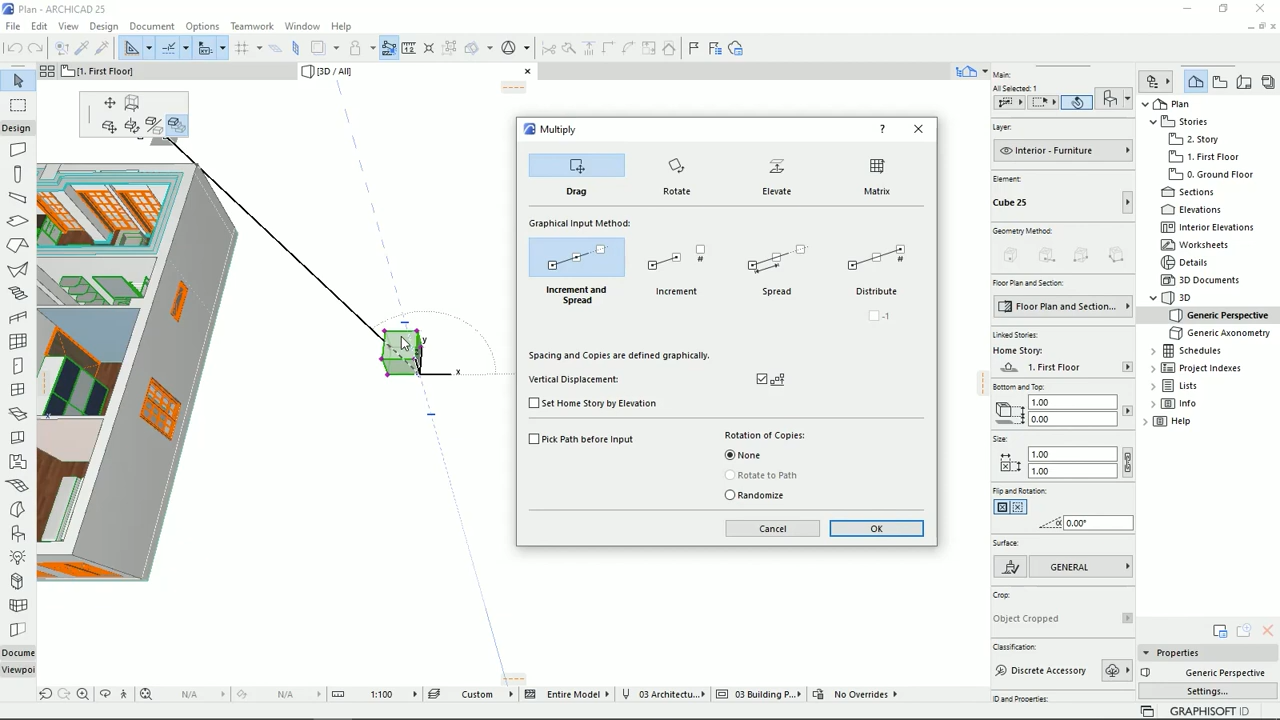 Plan - ARCHICAD 25
File Edit View Design Document Options Teamwork Window Help
[1. First Floor]
[3D / All]
Design
Docume
Viewpoi
y
x
Multiply
?
Drag
Rotate
Elevate
Matrix
Graphical Input Method:
#
#
Increment and Spread
Increment
Spread
Distribute
-1
Spacing and Copies are defined graphically.
Vertical Displacement:
Set Home Story by Elevation
Pick Path before Input
Rotation of Copies:
None
Rotate to Path
Randomize
Cancel
OK
Main:
All Selected: 1
Layer:
Interior - Furniture
Element:
Cube 25
Geometry Method:
Floor Plan and Section:
Floor Plan and Section...
Linked Stories:
Home Story:
1. First Floor
Bottom and Top:
1.00
0.00
Size:
1.00
1.00
Flip and Rotation:
α 0.00°
Surface:
GENERAL
Crop:
Object Cropped
Classification:
Discrete Accessory
ID and Properties:
Plan
Stories
2. Story
1. First Floor
0. Ground Floor
Sections
Elevations
Interior Elevations
Worksheets
Details
3D Documents
3D
Generic Perspective
Generic Axonometry
Schedules
Project Indexes
Lists
Info
Help
Properties
Generic Perspective
Settings...
N/A
N/A
1:100
Custom
Entire Model
03 Architectu...
03 Building P...
No Overrides
GRAPHISOFT ID